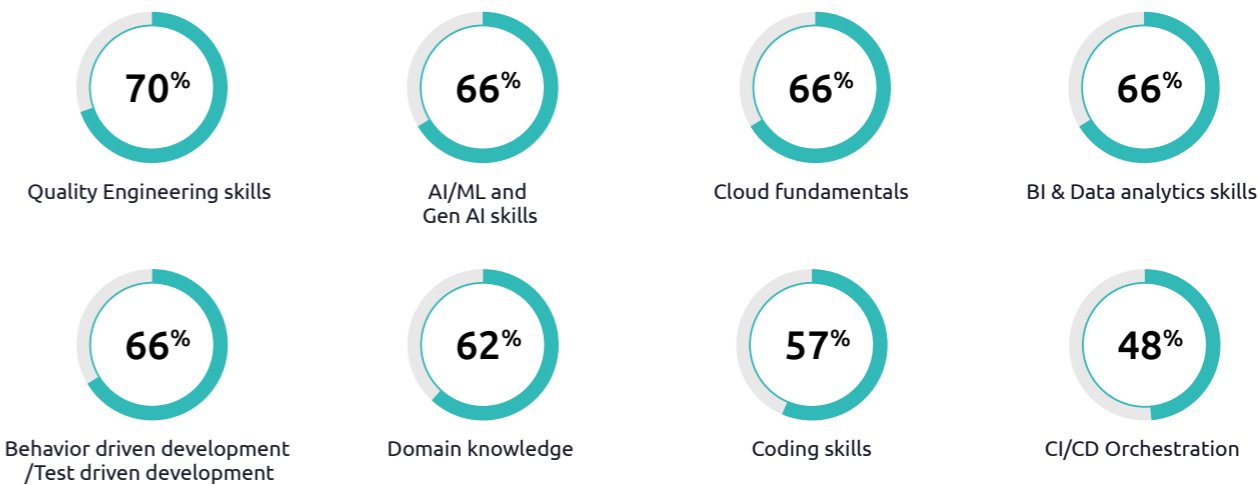 70%
66%
66%
66%
Quality Engineering skills
AI/ML and
Gen AI skills
Cloud fundamentals
BI & Data analytics skills
66%
62%
57%
48%
Behavior driven development
/Test driven development
Domain knowledge
Coding skills
CI/CD Orchestration